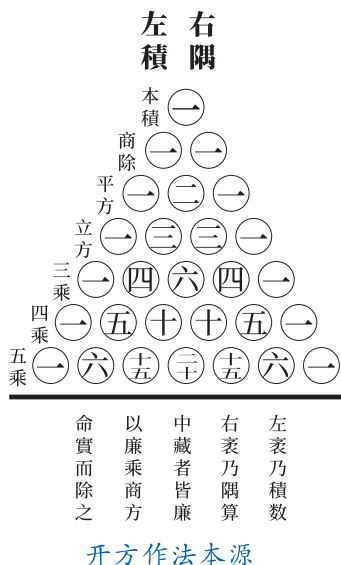 左積
右隅
本積 一
商除 一 一
平方 一 二 一
立方 一 三 三 一
三乘 一 四 六 四 一
四乘 一 五 十 十 五 一
五乘 一 六 十五 二十 十五 六 一
左袤乃積数
右袤乃隅算
中藏者皆廉
以廉乘商方
命實而除之
开方作法本源